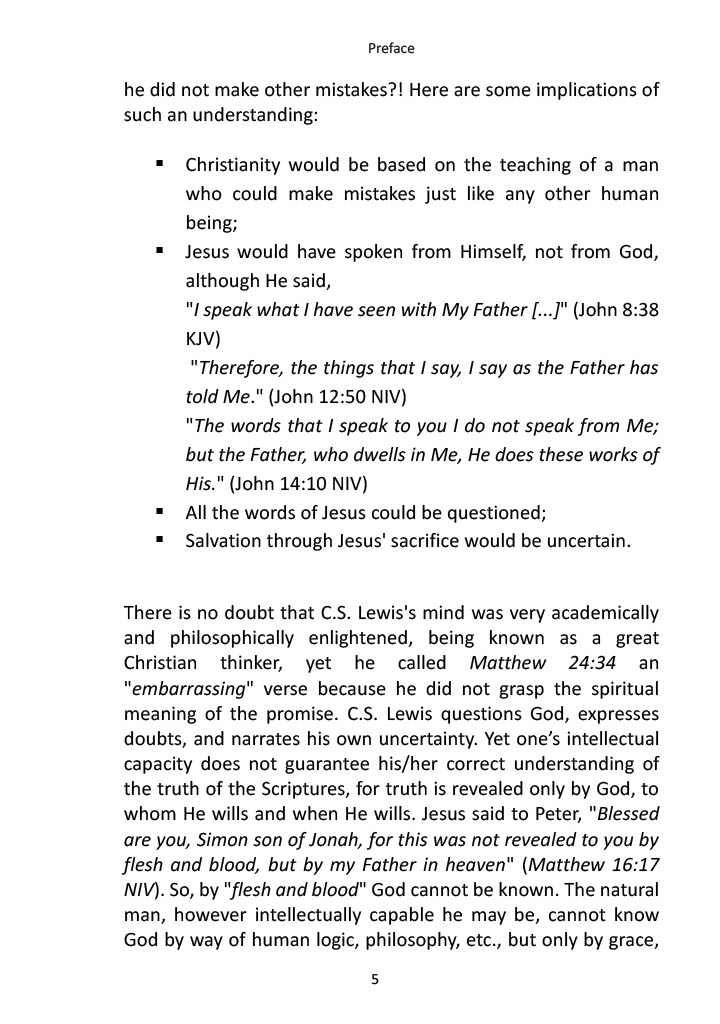 Preface
he did not make other mistakes?! Here are some implications of
such an understanding:
▪ Christianity would be based on the teaching of a man
who could make mistakes just like any other human
being;
▪ Jesus would have spoken from Himself, not from God,
although He said,
"I speak what I have seen with My Father [...]" (John 8:38
KJV)
"Therefore, the things that I say, I say as the Father has
told Me." (John 12:50 NIV)
"The words that I speak to you I do not speak from Me;
but the Father, who dwells in Me, He does these works of
His." (John 14:10 NIV)
▪ All the words of Jesus could be questioned;
▪ Salvation through Jesus' sacrifice would be uncertain.
There is no doubt that C.S. Lewis's mind was very academically
and philosophically enlightened, being known as a great
Christian thinker, yet he called Matthew 24:34 an
"embarrassing" verse because he did not grasp the spiritual
meaning of the promise. C.S. Lewis questions God, expresses
doubts, and narrates his own uncertainty. Yet one’s intellectual
capacity does not guarantee his/her correct understanding of
the truth of the Scriptures, for truth is revealed only by God, to
whom He wills and when He wills. Jesus said to Peter, "Blessed
are you, Simon son of Jonah, for this was not revealed to you by
flesh and blood, but by my Father in heaven" (Matthew 16:17
NIV). So, by "flesh and blood" God cannot be known. The natural
man, however intellectually capable he may be, cannot know
God by way of human logic, philosophy, etc., but only by grace,
5